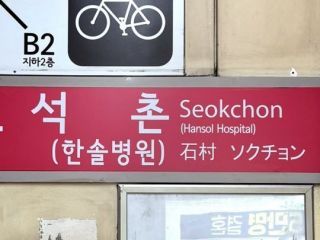 B2
지하2층
석촌 Seokchon
(Hansol Hospital)
(한솔병원) 石村 ソクチョン